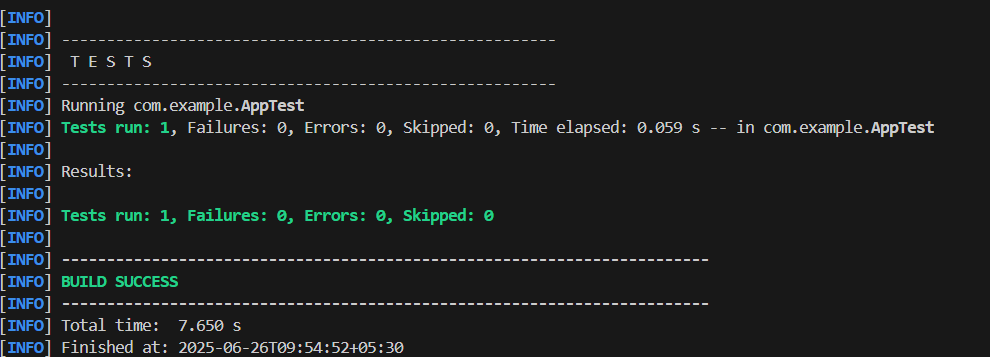 [INFO]
[INFO] -------------------------------------------------------
[INFO]  T E S T S
[INFO] -------------------------------------------------------
[INFO] Running com.example.AppTest
[INFO] Tests run: 1, Failures: 0, Errors: 0, Skipped: 0, Time elapsed: 0.059 s -- in com.example.AppTest
[INFO]
[INFO] Results:
[INFO]
[INFO] Tests run: 1, Failures: 0, Errors: 0, Skipped: 0
[INFO]
[INFO] ------------------------------------------------------------------------
[INFO] BUILD SUCCESS
[INFO] ------------------------------------------------------------------------
[INFO] Total time:  7.650 s
[INFO] Finished at: 2025-06-26T09:54:52+05:30